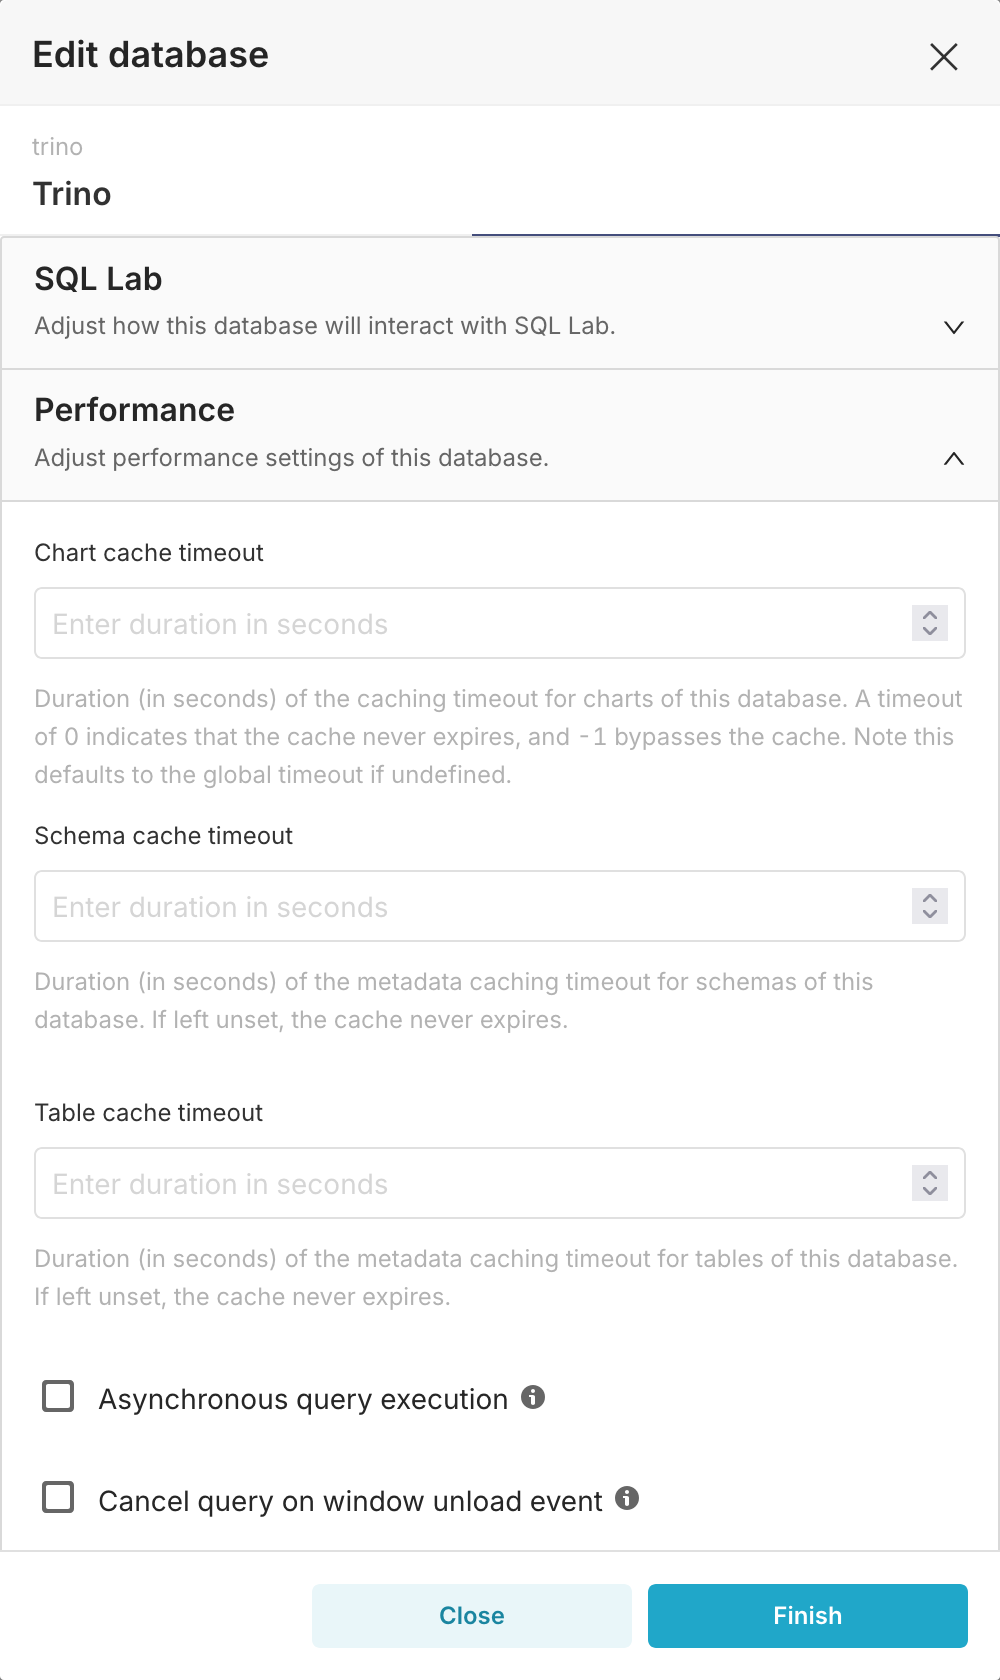 Edit database
trino
Trino
SQL Lab
Adjust how this database will interact with SQL Lab.
Performance
Adjust performance settings of this database.
Chart cache timeout
Enter duration in seconds
Duration (in seconds) of the caching timeout for charts of this database. A timeout
of 0 indicates that the cache never expires, and -1 bypasses the cache. Note this
defaults to the global timeout if undefined.
Schema cache timeout
Enter duration in seconds
Duration (in seconds) of the metadata caching timeout for schemas of this
database. If left unset, the cache never expires.
Table cache timeout
Enter duration in seconds
Duration (in seconds) of the metadata caching timeout for tables of this database.
If left unset, the cache never expires.
Asynchronous query execution
Cancel query on window unload event
Close
Finish